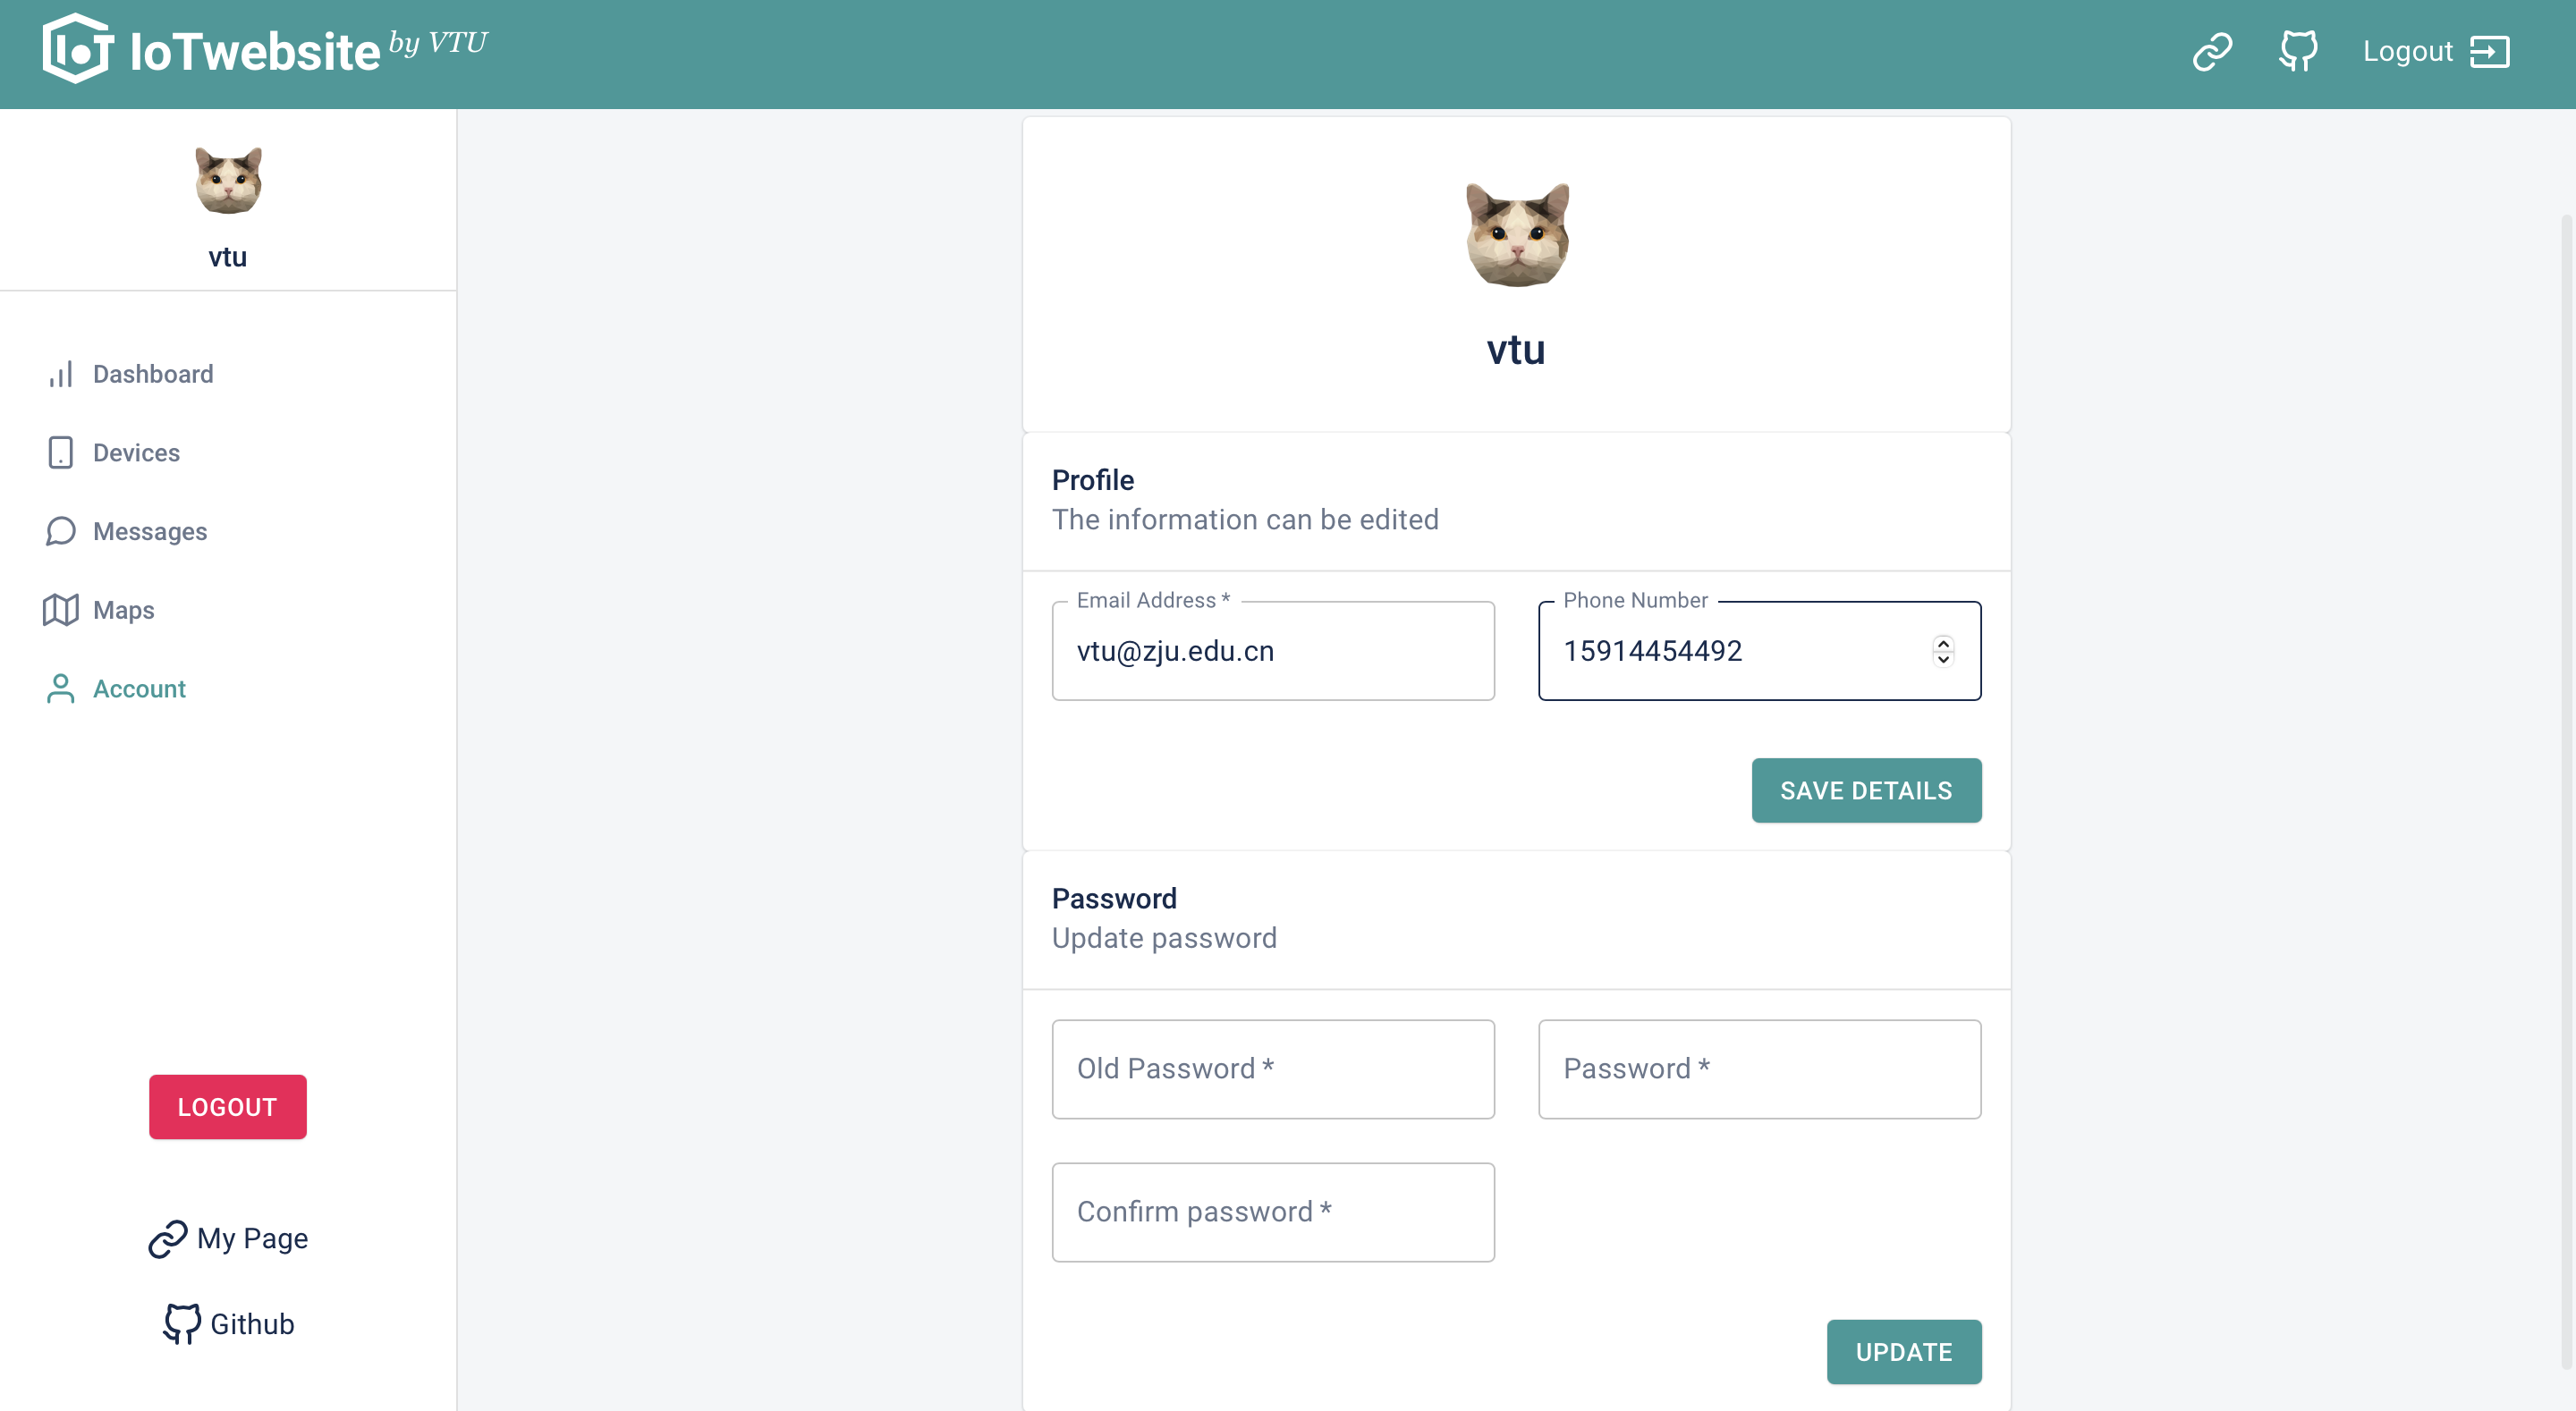 IoTwebsite by VTU
Logout
vtu
Dashboard
Devices
Messages
Maps
Account
LOGOUT
My Page
Github
vtu
Profile
The information can be edited
Email Address *
vtu@zju.edu.cn
Phone Number
15914454492
SAVE DETAILS
Password
Update password
Old Password *
Password *
Confirm password *
UPDATE